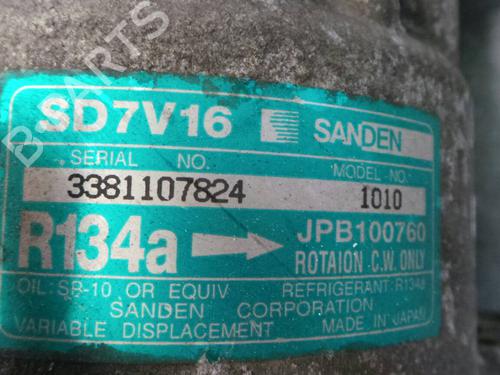 SD7V16 SANDEN
SERIAL NO. MODEL NO.
3381107824 1010
R134a JPB100760
ROTAION C.W. ONLY
OIL: SP-10 OR EQUIV REFRIGERANT: R134a
SANDEN CORPORATION
VARIABLE DISPLACEMENT MADE IN JAPAN
B PARTS